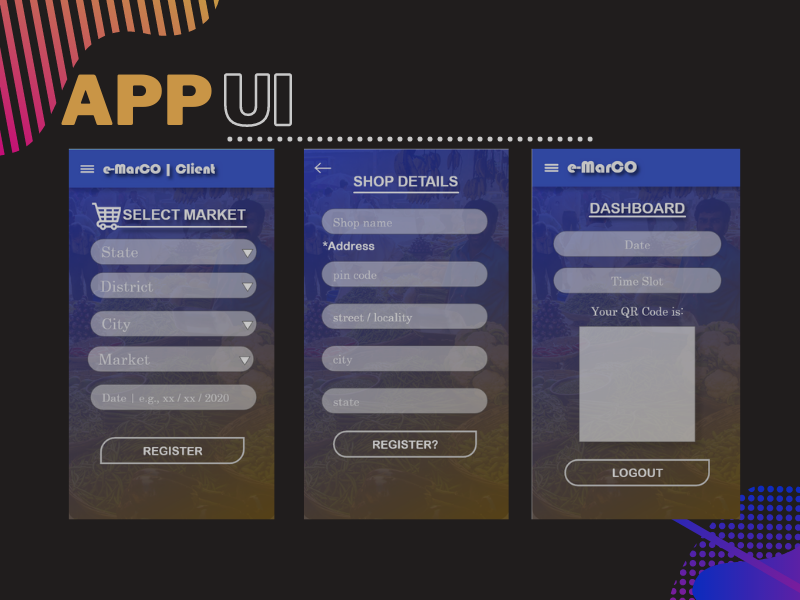 APP UI
e-MarCO | Client
SELECT MARKET
State
District
City
Market
Date | e.g., xx / xx / 2020
REGISTER
SHOP DETAILS
Shop name
*Address
pin code
street / locality
city
state
REGISTER?
e-MarCO
DASHBOARD
Date
Time Slot
Your QR Code is:
LOGOUT